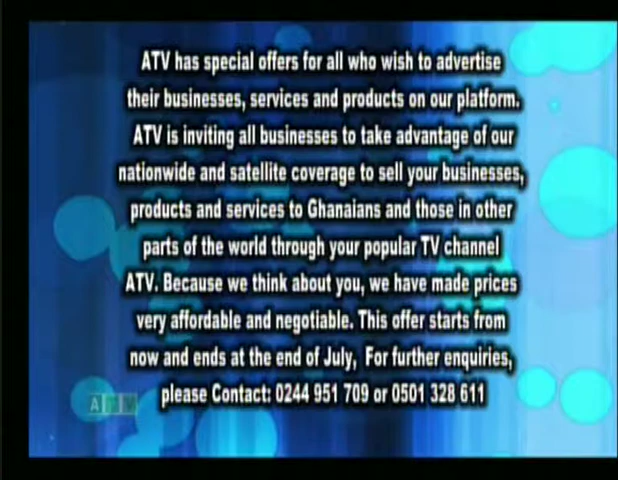 ATV has special offers for all who wish to advertise
their businesses, services and products on our platform.
ATV is inviting all businesses to take advantage of our
nationwide and satellite coverage to sell your businesses,
products and services to Ghanaians and those in other
parts of the world through your popular TV channel
ATV. Because we think about you, we have made prices
very affordable and negotiable. This offer starts from
now and ends at the end of July, For further enquiries,
please Contact: 0244 951 709 or 0501 328 611
ATV